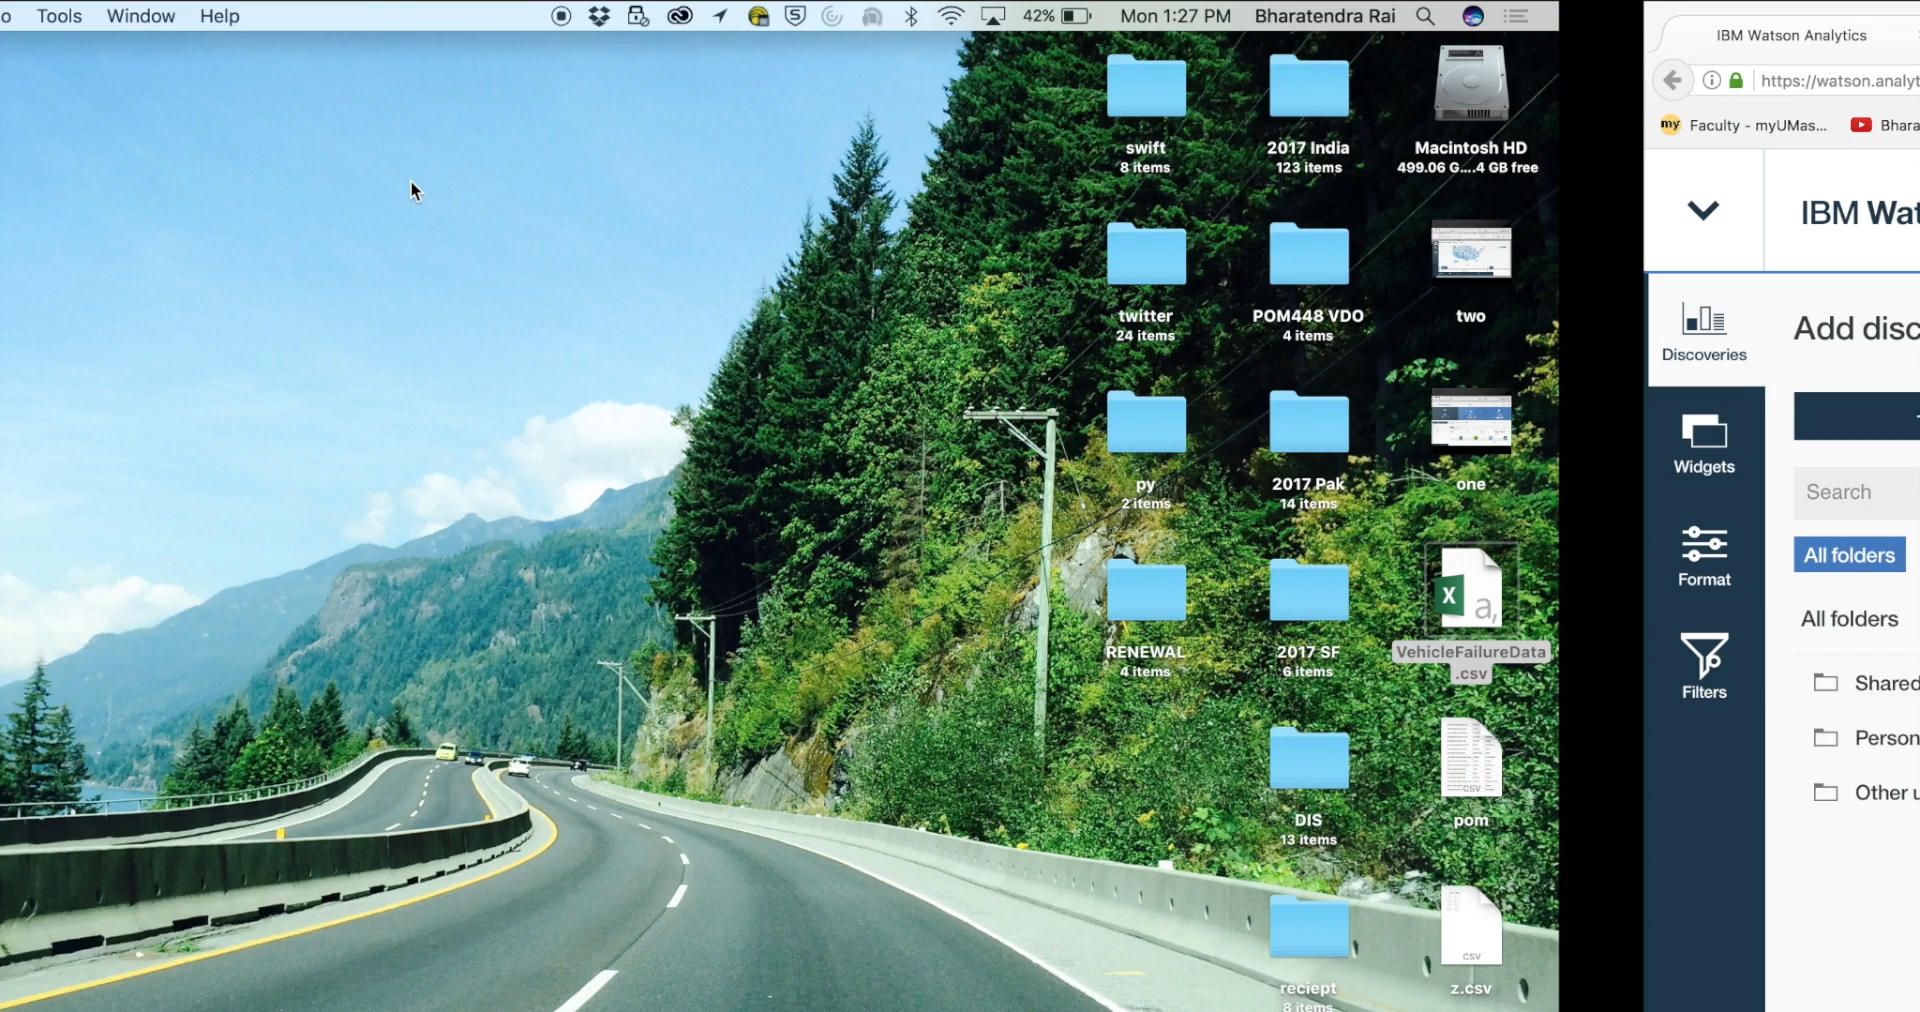 Tools Window Help 42% Mon 1:27 PM Bharatendra Rai
swift
8 items
2017 India
123 items
Macintosh HD
499.06 G....4 GB free
twitter
24 items
POM448 VDO
4 items
two
py
2 items
2017 Pak
14 items
one
RENEWAL
4 items
2017 SF
6 items
VehicleFailureData
.csv
DIS
13 items
CSV
pom
reciept
8 items
CSV
z.csv
IBM Watson Analytics
https://watson.analyt
my Faculty - myUMas... Bhara
IBM Wat
Discoveries
Widgets
Format
Filters
Add disc
Search
All folders
All folders
Shared
Person
Other u